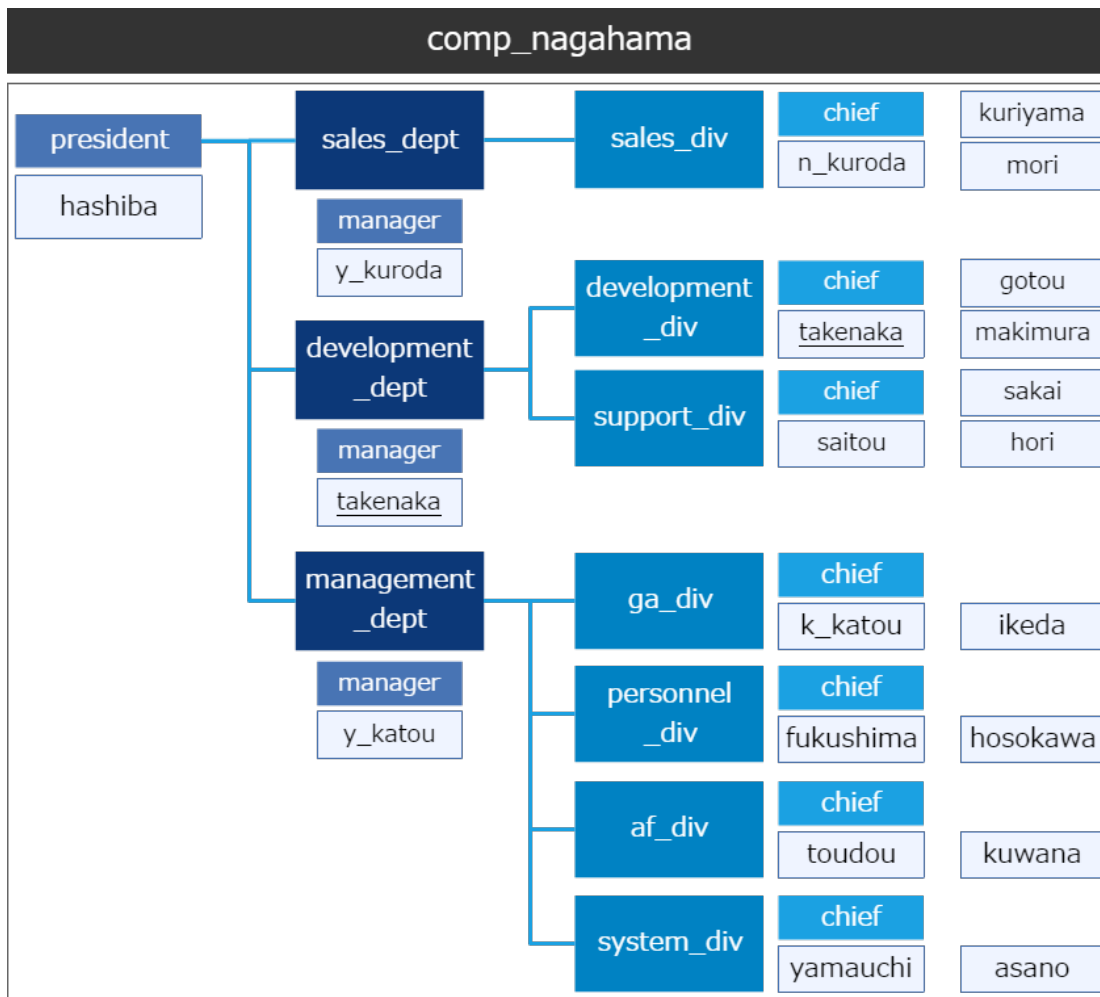 comp_nagahama
president
hashiba
sales_dept
manager
y_kuroda
sales_div
chief
n_kuroda
kuriyama
mori
development
_dept
manager
takenaka
development
_div
chief
takenaka
gotou
makimura
support_div
chief
saitou
sakai
hori
management
_dept
manager
y_katou
ga_div
chief
k_katou
ikeda
personnel
_div
chief
fukushima
hosokawa
af_div
chief
toudou
kuwana
system_div
chief
yamauchi
asano